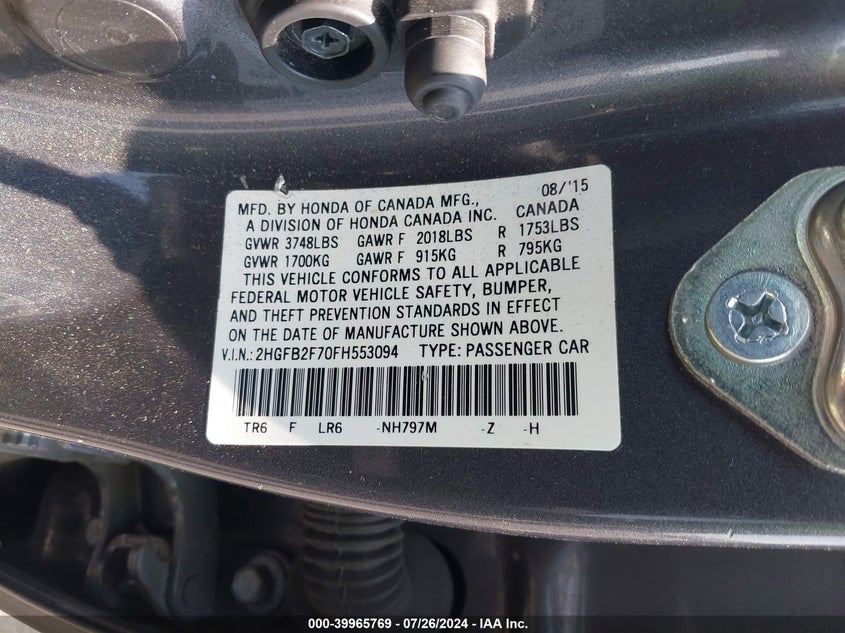 08/'15
MFD. BY HONDA OF CANADA MFG.,
A DIVISION OF HONDA CANADA INC. CANADA
GVWR 3748LBS GAWR F 2018LBS R 1753LBS
GVWR 1700KG GAWR F 915KG R 795KG
THIS VEHICLE CONFORMS TO ALL APPLICABLE
FEDERAL MOTOR VEHICLE SAFETY, BUMPER,
AND THEFT PREVENTION STANDARDS IN EFFECT
ON THE DATE OF MANUFACTURE SHOWN ABOVE.
V.I.N.: 2HGFB2F70FH553094 TYPE: PASSENGER CAR
TR6 F LR6 -NH797M -Z -H
000-39965769 - 07/26/2024 - IAA Inc.